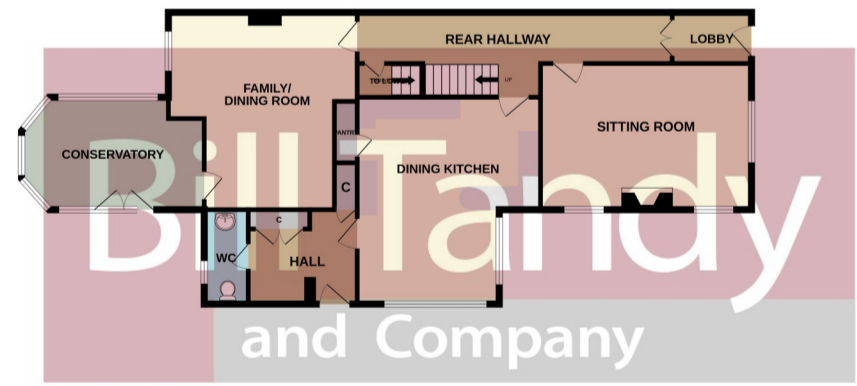 REAR HALLWAY
LOBBY
TO LOWER
UP
FAMILY/
DINING ROOM
SITTING ROOM
PANTRY
CONSERVATORY
DINING KITCHEN
C
C
WC
HALL
Bill Tandy
and Company